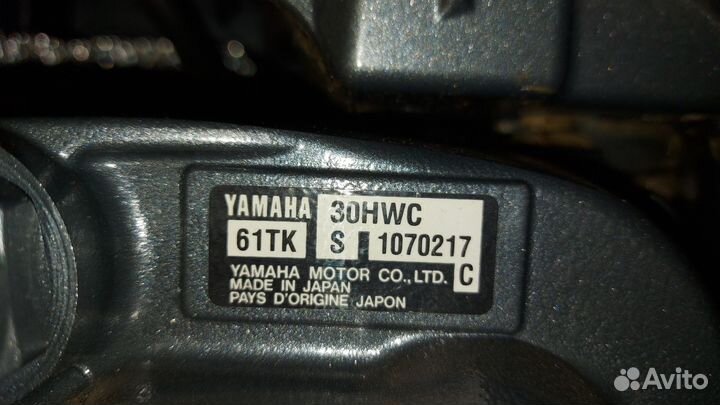 YAMAHA 30HWC
61TK S 1070217
YAMAHA MOTOR CO., LTD. C
MADE IN JAPAN
PAYS D'ORIGINE JAPON
Avito